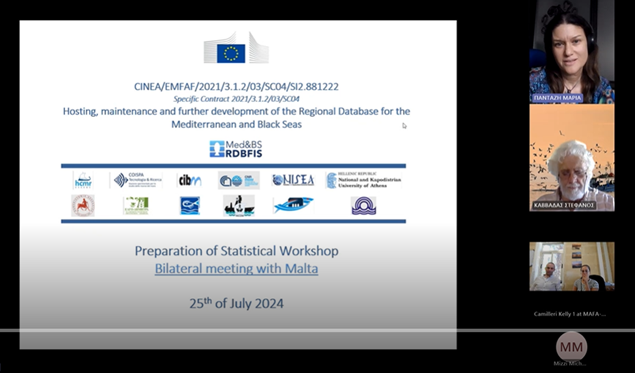 CINEA/EMFAF/2021/3.1.2/03/SC04/SI2.881222
Specific Contract 2021/3.1.2/03/SC04
Hosting, maintenance and further development of the Regional Database for the
Mediterranean and Black Seas
Med&BS
RDBFIS
hcmr
COISPA
Tecnologia & Ricerca
cibm
NISEA
HELLENIC REPUBLIC
National and Kapodistrian
University of Athens
Preparation of Statistical Workshop
Bilateral meeting with Malta
25th of July 2024
ΠΑΝΤΑΖΗ ΜΑΡΙΑ
ΚΑΒΒΑΔΑΣ ΣΤΕΦΑΝΟΣ
Camilleri Kelly 1 at MAFA-...
MM
Mizzi Mich...